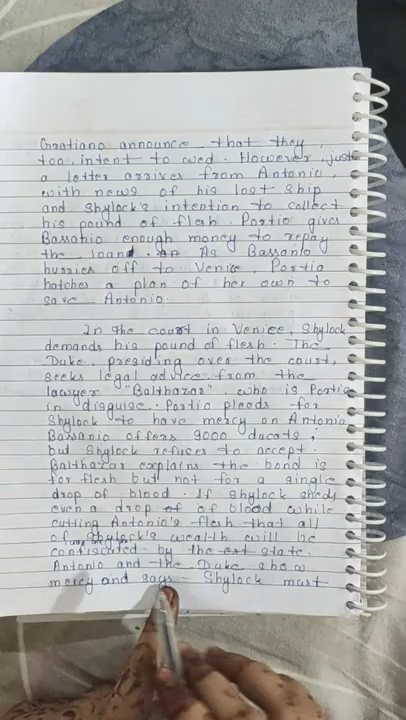 Gratiano announce that they,
too, intent to wed. However, just
a letter arrives from Antonio,
with news of his lost ship
and Shylock's intention to collect
his pound of flesh. Portio gives
Bassanio enough money to repay
the loan. As Bassanio
hurries off to Venice, Portia
hatches a plan of her own to
save Antonio.
In the court in Venice, Shylock
demands his pound of flesh. The
Duke, presiding over the court,
seeks legal advice from the
lawyer "Balthazar", who is Portia
in disguise. Portio pleads for
Shylock to have mercy on Antonio
Bassanio offers 9000 ducats,
but Shylock refuses to accept.
Balthazar explains the bond is
for flesh but not for a single
drop of blood. If Shylock sheds
even a drop of of blood while
cutting Antonio's flesh that all
of Shylock's wealth will be
confiscated by the state.
Antonio and the Duke show
mercy and says - Shylock must